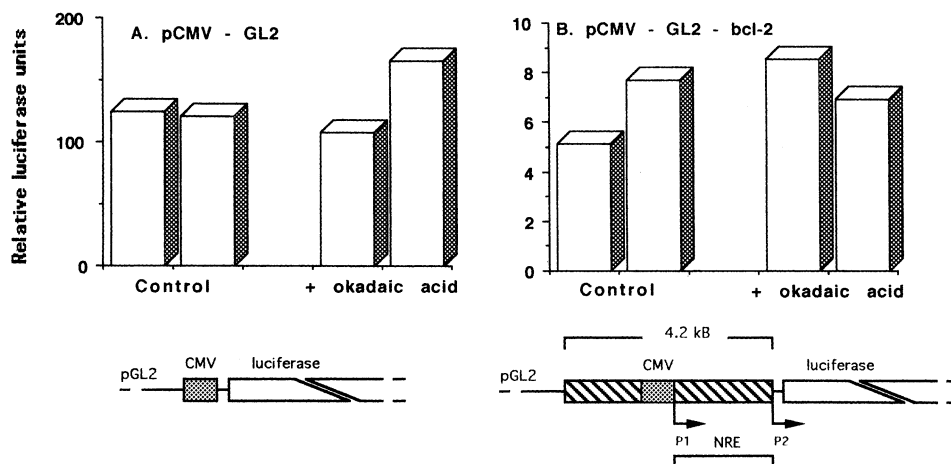 A. pCMV - GL2
Relative luciferase units
200
100
0
Control
+ okadaic acid
B. pCMV - GL2 - bcl-2
10
8
6
4
2
0
Control
+ okadaic acid
pGL2
CMV
luciferase
4.2 kB
pGL2
CMV
luciferase
P1
NRE
P2